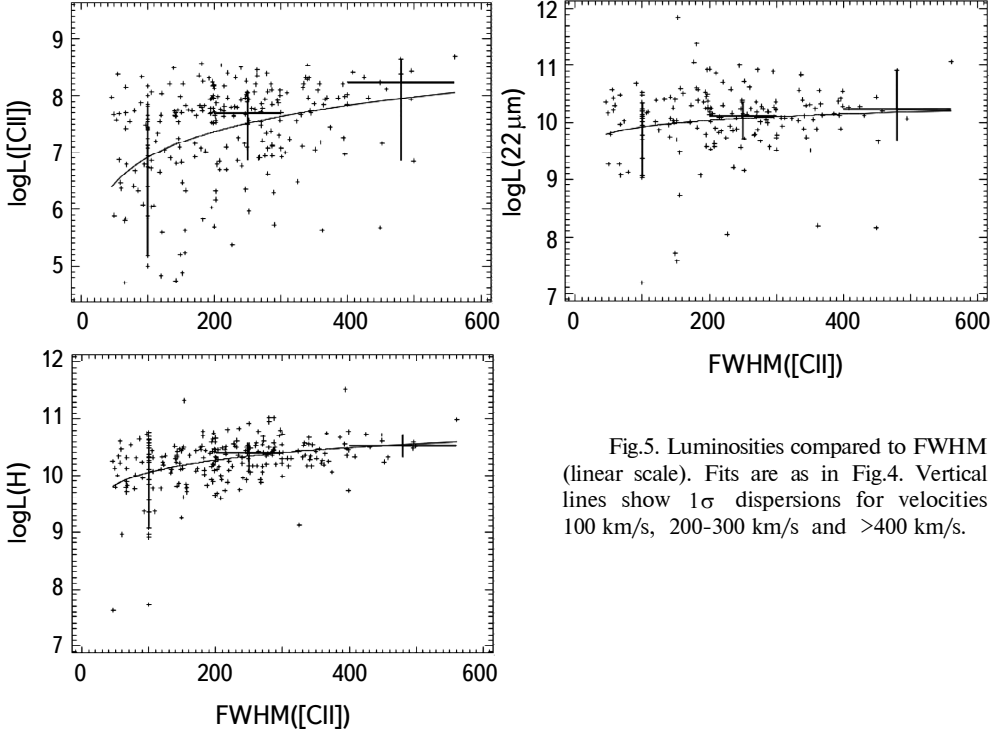 logL([CII])
9
8
7
6
5
0 200 400 600
logL(22 μm)
12
11
10
9
8
7
0 200 400 600
FWHM([CII])
logL(H)
12
11
10
9
8
7
0 200 400 600
FWHM([CII])
Fig.5. Luminosities compared to FWHM
(linear scale). Fits are as in Fig.4. Vertical
lines show 1σ dispersions for velocities
100 km/s, 200-300 km/s and >400 km/s.